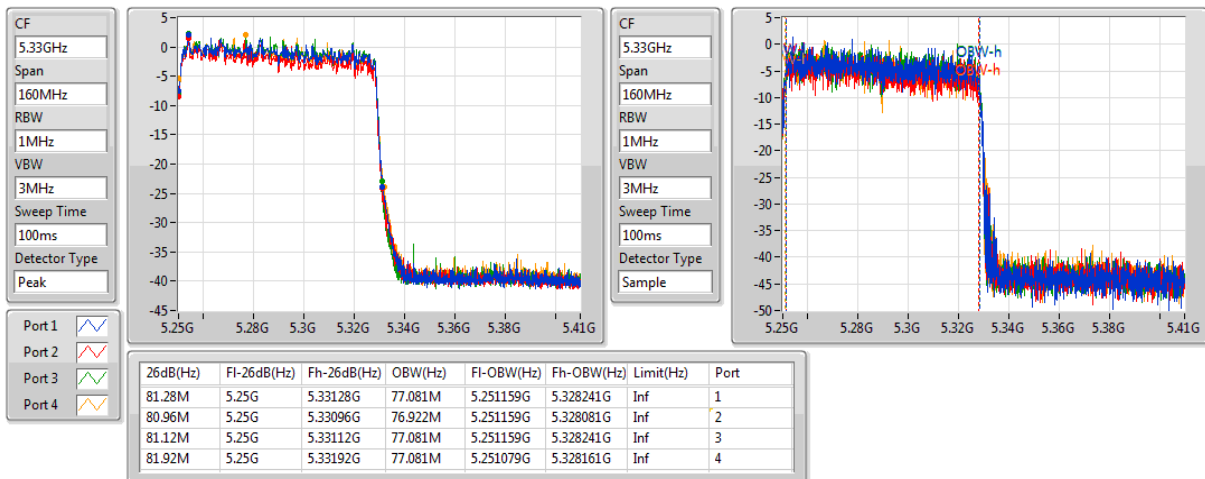 CF
5.33GHz
Span
160MHz
RBW
1MHz
VBW
3MHz
Sweep Time
100ms
Detector Type
Peak
5
0
-5
-10
-15
-20
-25
-30
-35
-40
-45
5.25G 5.28G 5.3G 5.32G 5.34G 5.36G 5.38G 5.41G
CF
5.33GHz
Span
160MHz
RBW
1MHz
VBW
3MHz
Sweep Time
100ms
Detector Type
Sample
5
0
-5
-10
-15
-20
-25
-30
-35
-40
-45
-50
OBW-h
OBW-h
5.25G 5.28G 5.3G 5.32G 5.34G 5.36G 5.38G 5.41G
Port 1
Port 2
Port 3
Port 4
26dB(Hz) Fl-26dB(Hz) Fh-26dB(Hz) OBW(Hz) Fl-OBW(Hz) Fh-OBW(Hz) Limit(Hz) Port
81.28M 5.25G 5.33128G 77.081M 5.251159G 5.328241G Inf 1
80.96M 5.25G 5.33096G 76.922M 5.251159G 5.328081G Inf 2
81.12M 5.25G 5.33112G 77.081M 5.251159G 5.328241G Inf 3
81.92M 5.25G 5.33192G 77.081M 5.251079G 5.328161G Inf 4